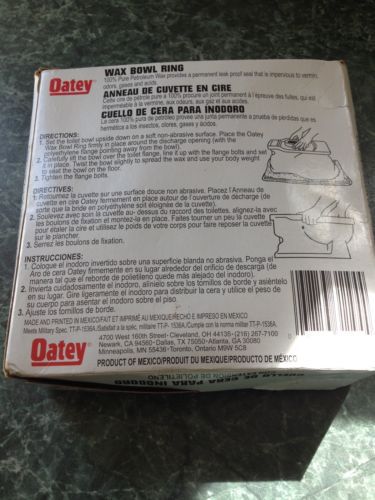 Oatey®
WAX BOWL RING
100% Pure Petroleum Wax provides a permanent leak proof seal that is impervious to vermin,
odors, gases and acids.
ANNEAU DE CUVETTE EN CIRE
Cette cire de pétrole pure à 100% procure un joint permanent à l'épreuve des fuites, qui est
imperméable à la vermine, aux odeurs, aux gaz et aux acides.
CUELLO DE CERA PARA INODORO
La cera 100% pura de petróleo provee una junta permanente a prueba de pérdidas que es
hermética a los insectos, olores, gases y ácidos.
DIRECTIONS:
1. Set the toilet bowl upside down on a soft non-abrasive surface. Place the Oatey
Wax Bowl Ring firmly in place around the discharge opening (with the
polyethylene flange pointing away from the bowl).
2. Carefully lift the bowl over the toilet flange, line it up with the flange bolts and set
it in place. Twist the bowl slightly to spread the wax and use your body weight
to seat the bowl on the floor.
3. Tighten the flange bolts.
DIRECTIVES:
1. Retournez la cuvette sur une surface douce non abrasive. Placez l'Anneau de
cuvette en cire Oatey fermement en place autour de l'ouverture de décharge (de
sorte que la bride en polyéthylène soit éloignée de la cuvette).
2. Soulevez avec soin la cuvette au- dessus du raccord des toilettes, alignez-la avec
les boulons de fixation et montez-la en place. Faites tourner un peu la cuvette
pour étaler la cire et utilisez le poids de votre corps pour faire reposer la cuvette
sur le plancher.
3. Serrez les boulons de fixation.
INSTRUCCIONES:
1. Coloque el inodoro invertido sobre una superficie blanda no abrasiva. Ponga el
Aro de cera Oatey firmemente en su lugar alrededor del orificio de descarga (de
manera tal que el reborde de polietileno quede más alejado del inodoro).
2. Invierta cuidadosamente el inodoro, alinielo sobre los tornillos de borde y asiéntelo
en su lugar. Gire ligeramente el inodoro para distribuir la cera y utilice el peso de
su cuerpo para asentar el inodoro sobre el piso.
3. Ajuste los tornillos de borde.
MADE AND PRINTED IN MEXICO/FAIT ET IMPRIMÉ AU MEXIQUE/HECHO E IMPRESO EN MÉXICO
Meets Military Spec. TT-P-1536A./Satisfait a la spéc. militaire TT-P- 1536A./Cumple con la norma militar TT-P-1536A.
Oatey®
4700 West 160th Street•Cleveland, OH 44135•(216) 267-7100
Newark, CA 94560•Dallas, TX 75050•Atlanta, GA 30080
Minneapolis, MN 55436•Toronto, Ontario M9W 5C8
PRODUCT OF MEXICO/PRODUIT DU MEXIQUE/PRODUCTO DE MÉXICO
CUELLO DE CERA PARA INODORO